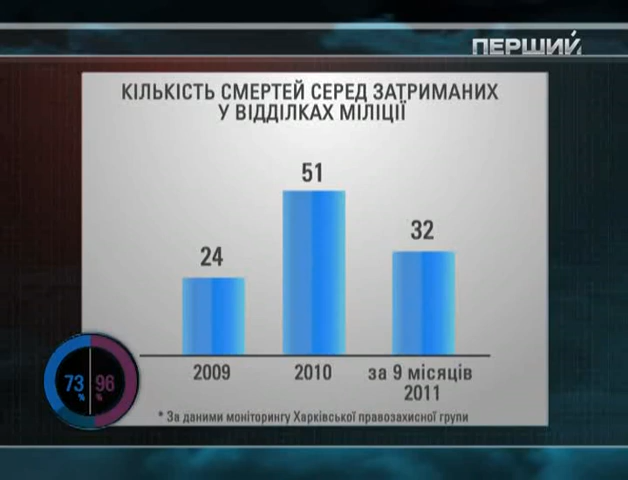 ПЕРШИЙ
КІЛЬКІСТЬ СМЕРТЕЙ СЕРЕД ЗАТРИМАНИХ
У ВІДДІЛКАХ МІЛІЦІЇ
51
32
24
2009
2010
за 9 місяців
2011
73
%
96
%
* За даними моніторингу Харківської правозахисної групи